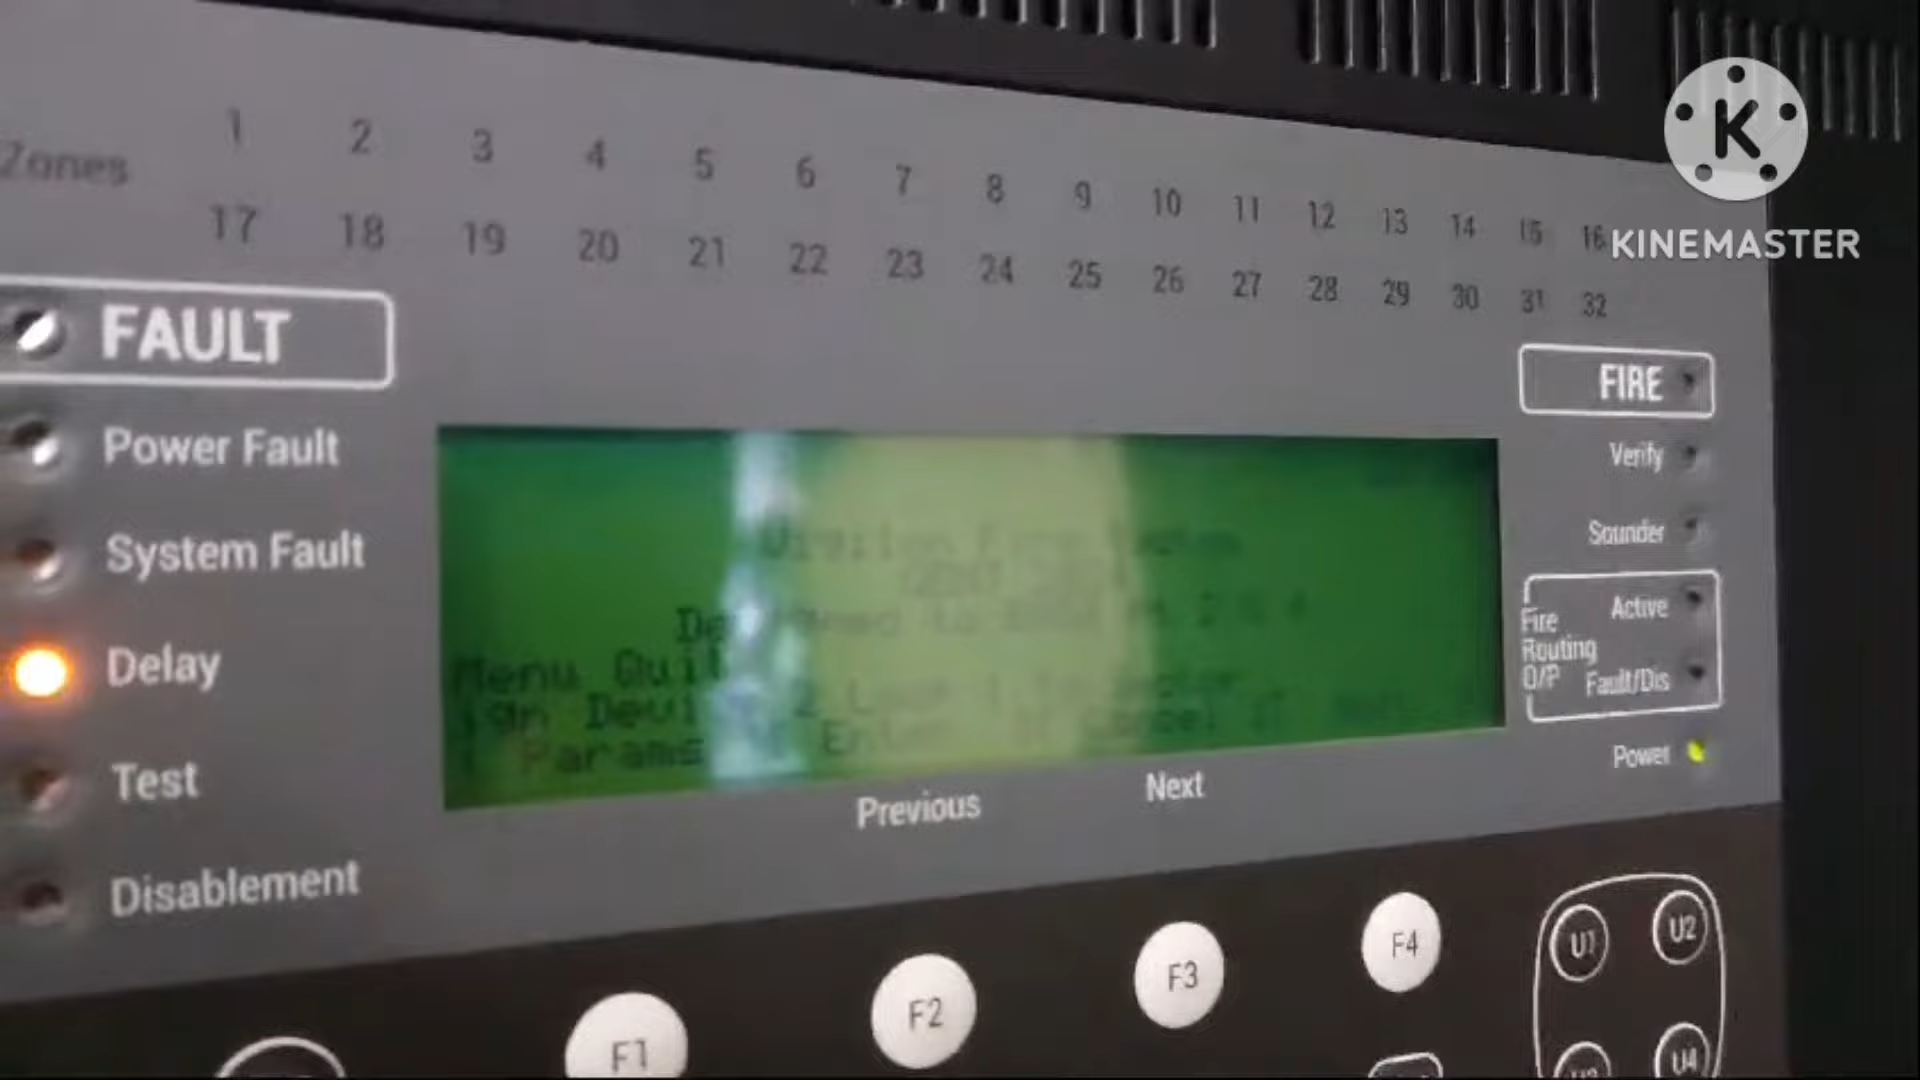 1 2 3 4 5 6 7 8 9 10 11 12 13 14 15 16
Zones
17 18 19 20 21 22 23 24 25 26 27 28 29 30 31 32
K
KINEMASTER
FAULT
Power Fault
System Fault
Delay
Test
Disablement
Menu Quit
Params
FIRE
Verify
Sounder
Active
Fire
Routing
O/P
Fault/Dis
Power
Previous
Next
F1
F2
F3
F4
U1
U2
U4